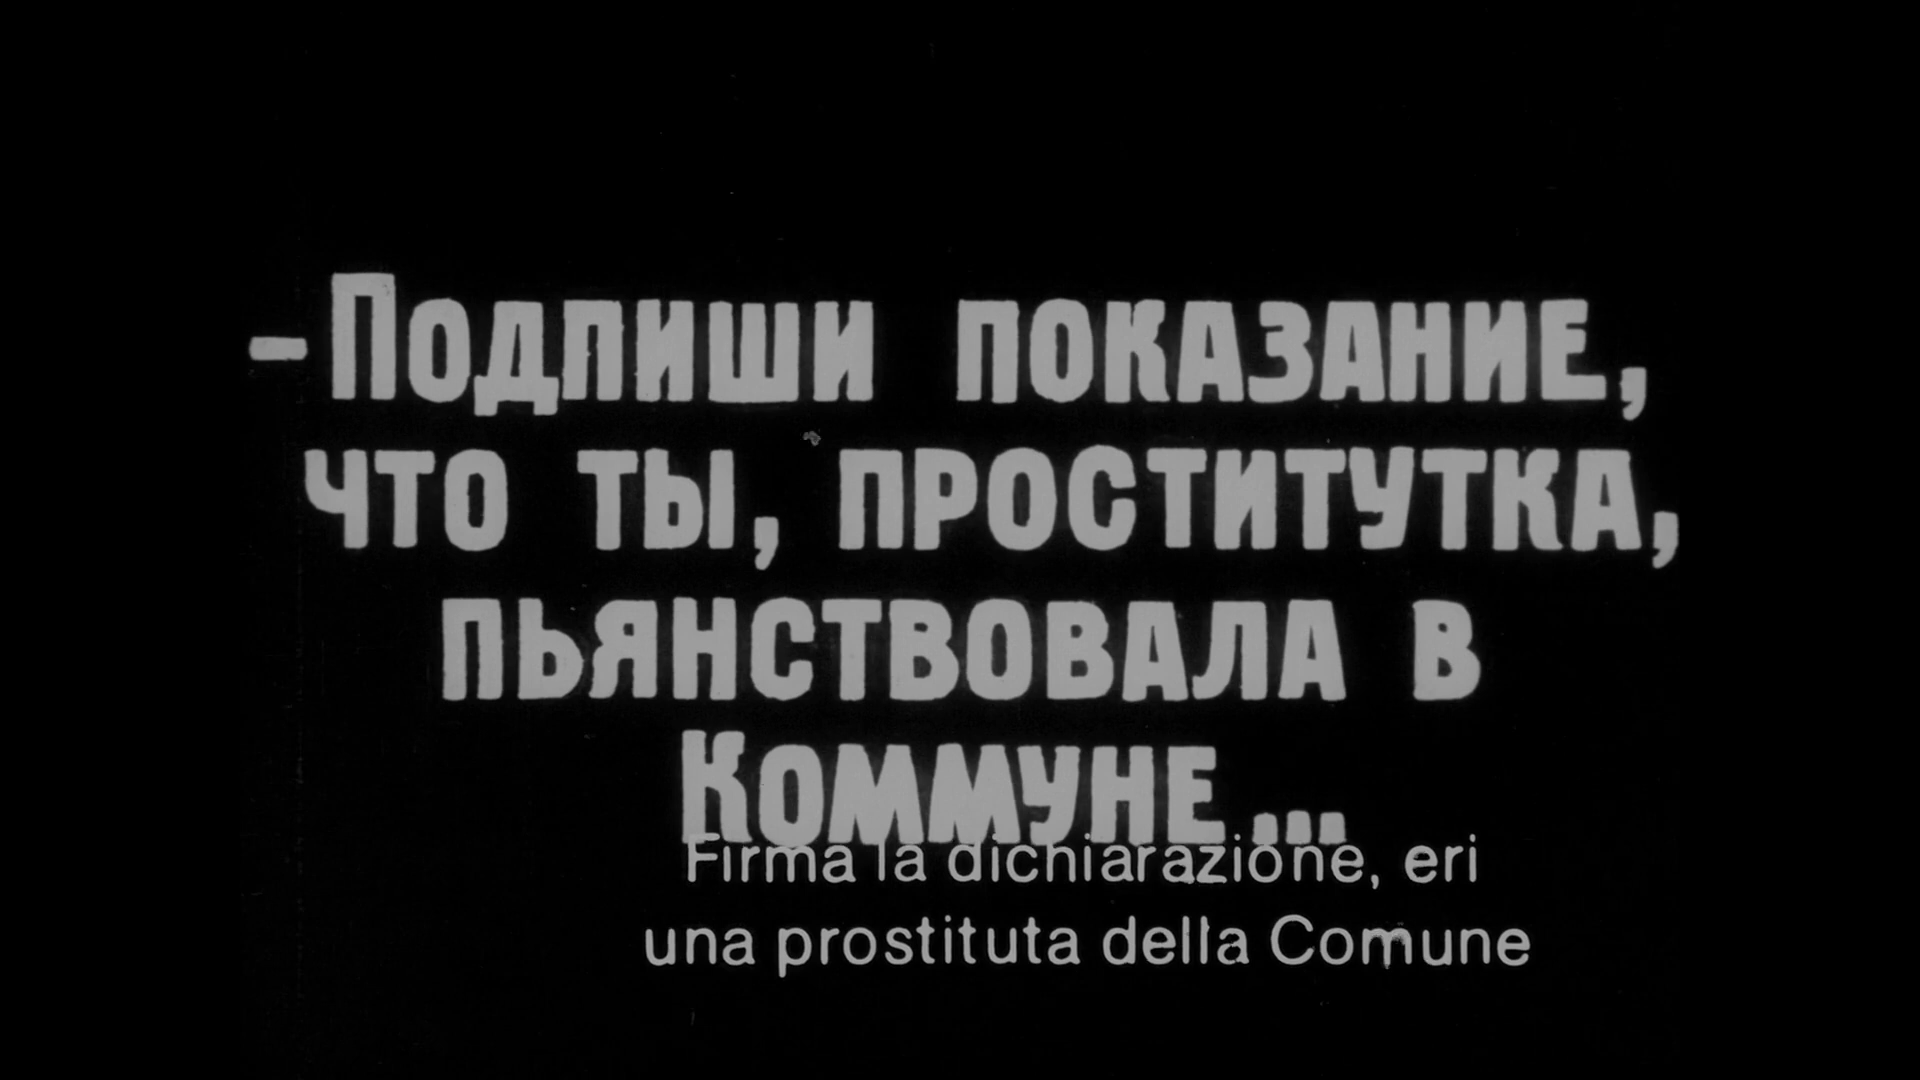 -Подпиши показание,
что ты, проститутка,
пьянствовала в
Коммуне...
Firma la dichiarazione, eri
una prostituta della Comune